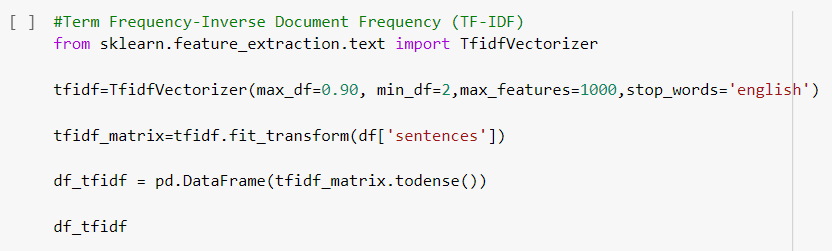 [ ] #Term Frequency-Inverse Document Frequency (TF-IDF)
from sklearn.feature_extraction.text import TfidfVectorizer
tfidf=TfidfVectorizer(max_df=0.90, min_df=2,max_features=1000,stop_words='english')
tfidf_matrix=tfidf.fit_transform(df['sentences'])
df_tfidf = pd.DataFrame(tfidf_matrix.todense())
df_tfidf